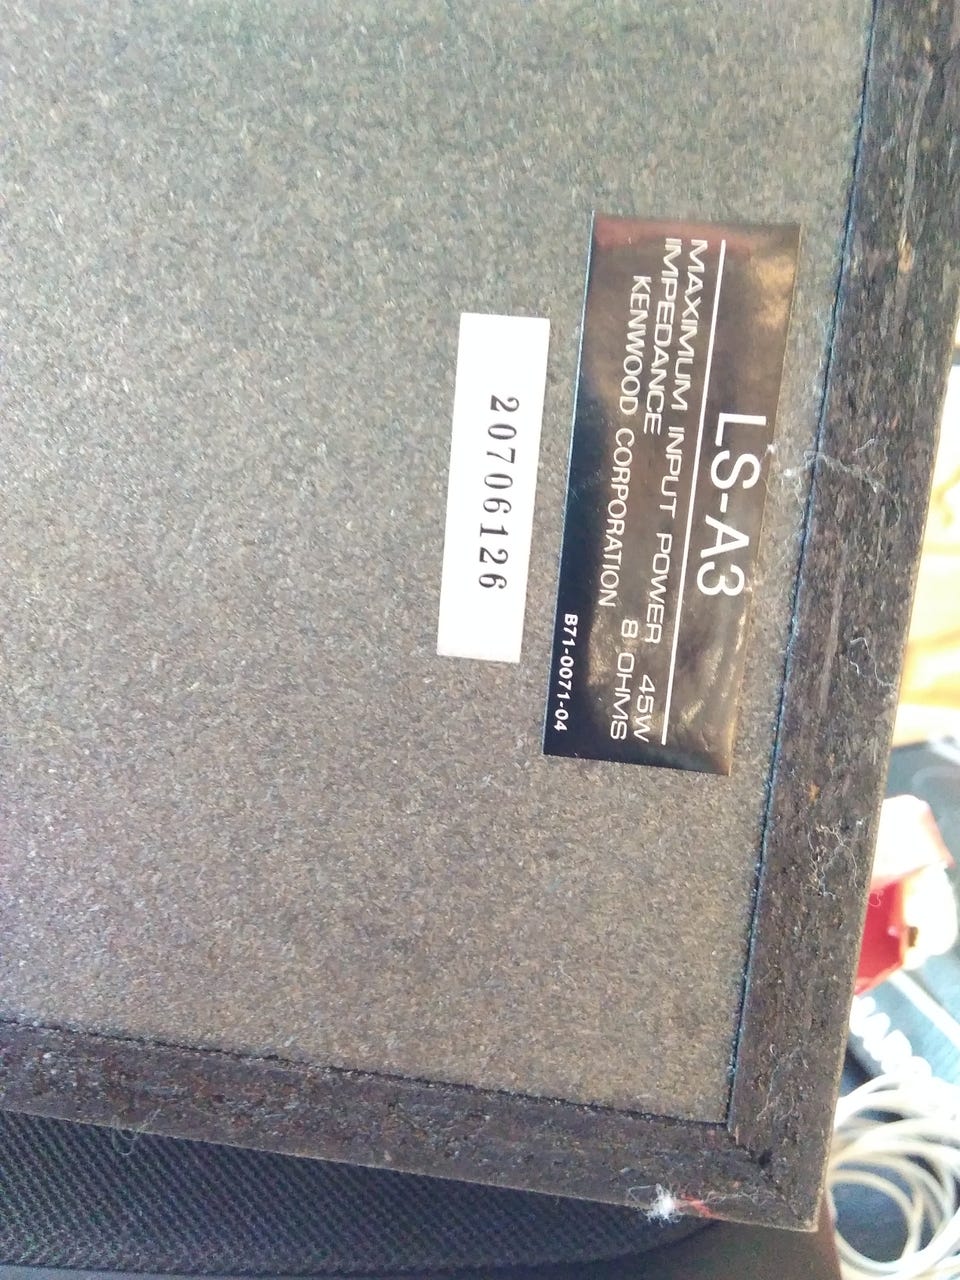 LS-A3
MAXIMUM INPUT POWER 45W
IMPEDANCE 8 OHMS
KENWOOD CORPORATION
B71-0071-04
20706126